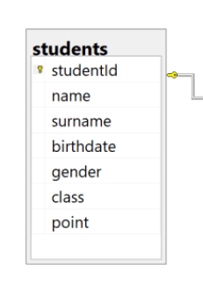 students
studentId
name
surname
birthdate
gender
class
point